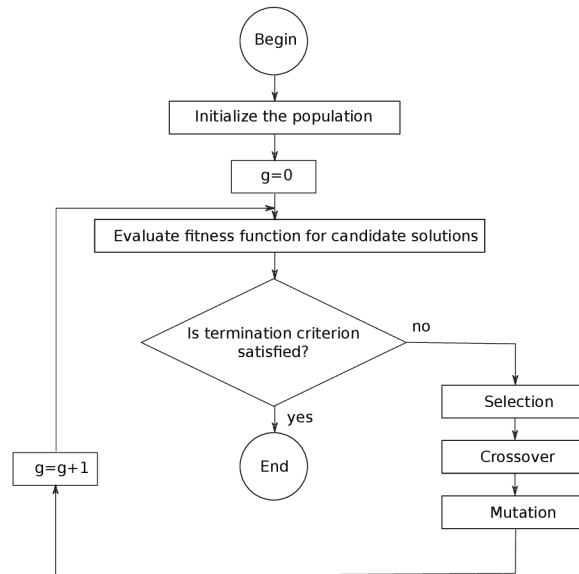 Begin
Initialize the population
g=0
Evaluate fitness function for candidate solutions
Is termination criterion
satisfied?
no
yes
Selection
Crossover
Mutation
End
g=g+1